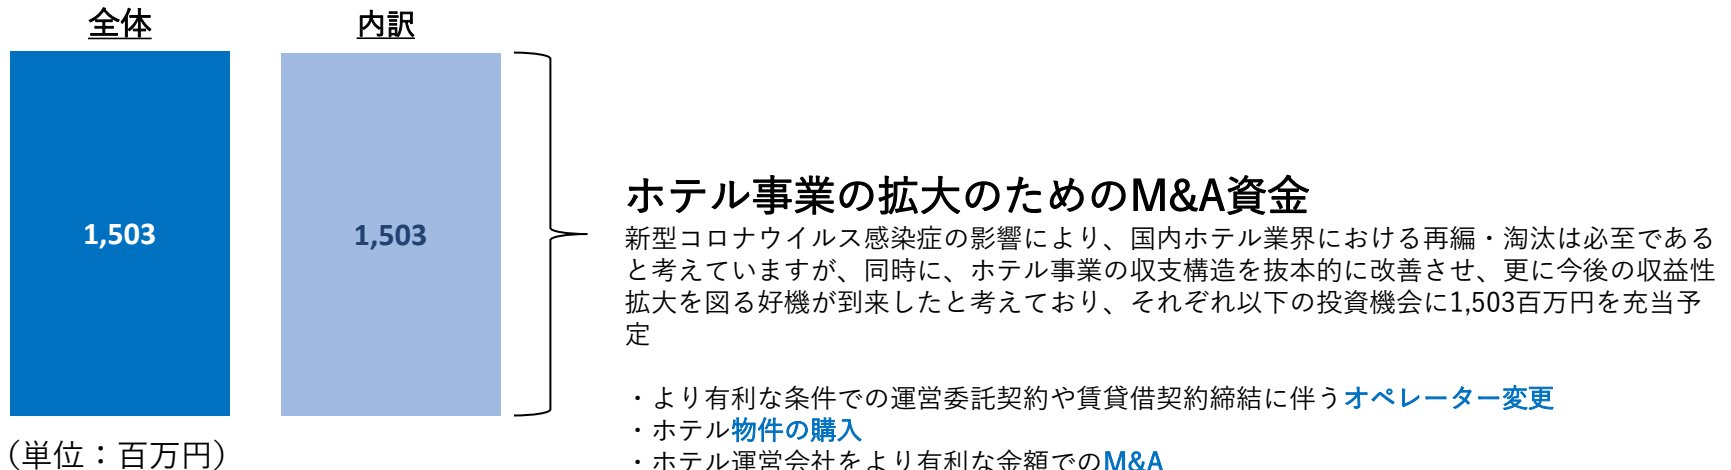 全体
内訳
1,503
1,503
ホテル事業の拡大のためのM&A資金
新型コロナウイルス感染症の影響により、国内ホテル業界における再編・淘汰は必至である
と考えていますが、同時に、ホテル事業の収支構造を抜本的に改善させ、更に今後の収益性
拡大を図る好機が到来したと考えており、それぞれ以下の投資機会に1,503百万円を充当予
定
・より有利な条件での運営委託契約や賃貸借契約締結に伴うオペレーター変更
・ホテル物件の購入
・ホテル運営会社をより有利な金額でのM&A
（単位：百万円）